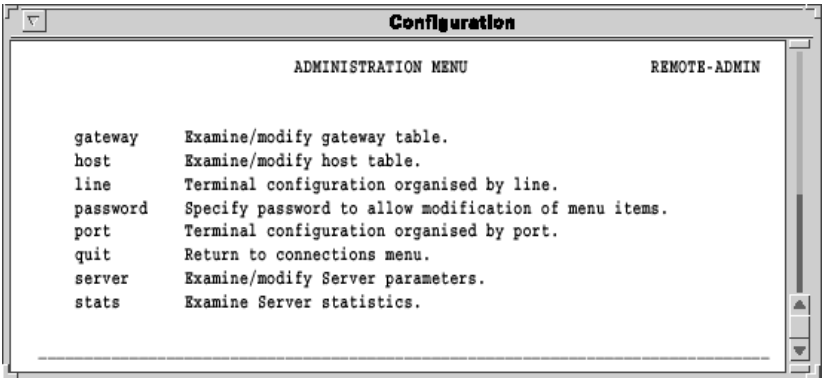 Configuration
ADMINISTRATION MENU REMOTE-ADMIN
gateway Examine/modify gateway table.
host Examine/modify host table.
line Terminal configuration organised by line.
password Specify password to allow modification of menu items.
port Terminal configuration organised by port.
quit Return to connections menu.
server Examine/modify Server parameters.
stats Examine Server statistics.